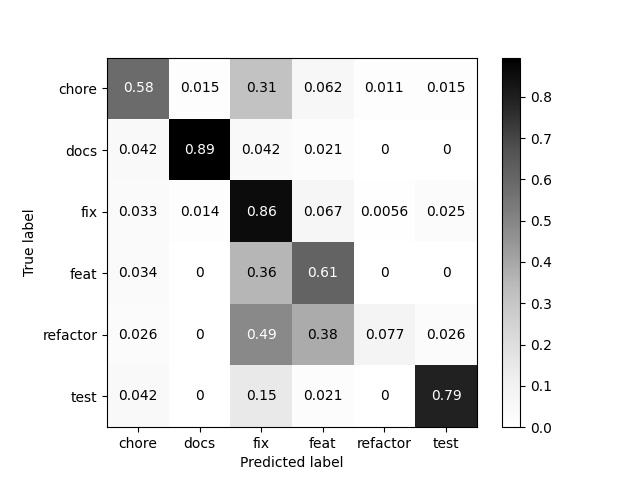 chore 0.58 0.015 0.31 0.062 0.011 0.015
docs 0.042 0.89 0.042 0.021 0 0
fix 0.033 0.014 0.86 0.067 0.0056 0.025
feat 0.034 0 0.36 0.61 0 0
refactor 0.026 0 0.49 0.38 0.077 0.026
test 0.042 0 0.15 0.021 0 0.79
chore docs fix feat refactor test
Predicted label
True label
0.8
0.7
0.6
0.5
0.4
0.3
0.2
0.1
0.0